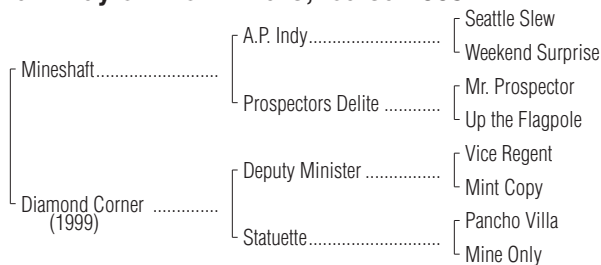 Seattle Slew
A.P. Indy
Weekend Surprise
Mineshaft
Mr. Prospector
Prospectors Delite
Up the Flagpole
Vice Regent
Deputy Minister
Mint Copy
Diamond Corner
(1999)
Pancho Villa
Statuette
Mine Only